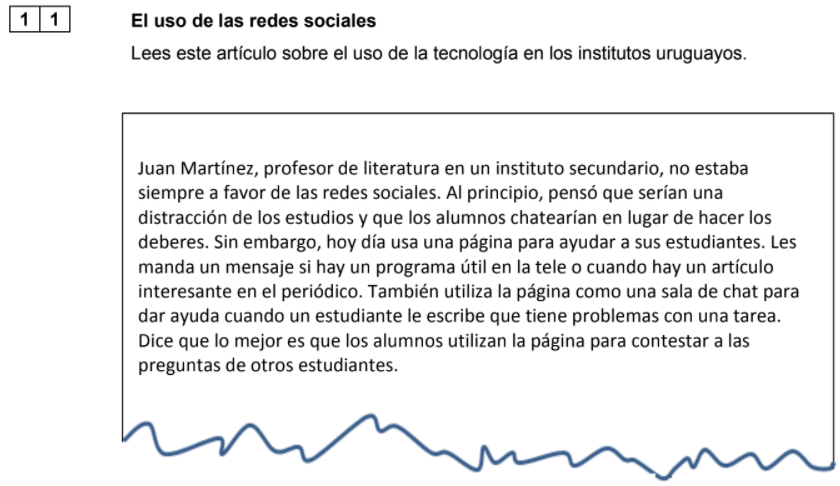 1 1 El uso de las redes sociales
Lees este artículo sobre el uso de la tecnología en los institutos uruguayos.
Juan Martínez, profesor de literatura en un instituto secundario, no estaba
siempre a favor de las redes sociales. Al principio, pensó que serían una
distracción de los estudios y que los alumnos chatearían en lugar de hacer los
deberes. Sin embargo, hoy día usa una página para ayudar a sus estudiantes. Les
manda un mensaje si hay un programa útil en la tele o cuando hay un artículo
interesante en el periódico. También utiliza la página como una sala de chat para
dar ayuda cuando un estudiante le escribe que tiene problemas con una tarea.
Dice que lo mejor es que los alumnos utilizan la página para contestar a las
preguntas de otros estudiantes.